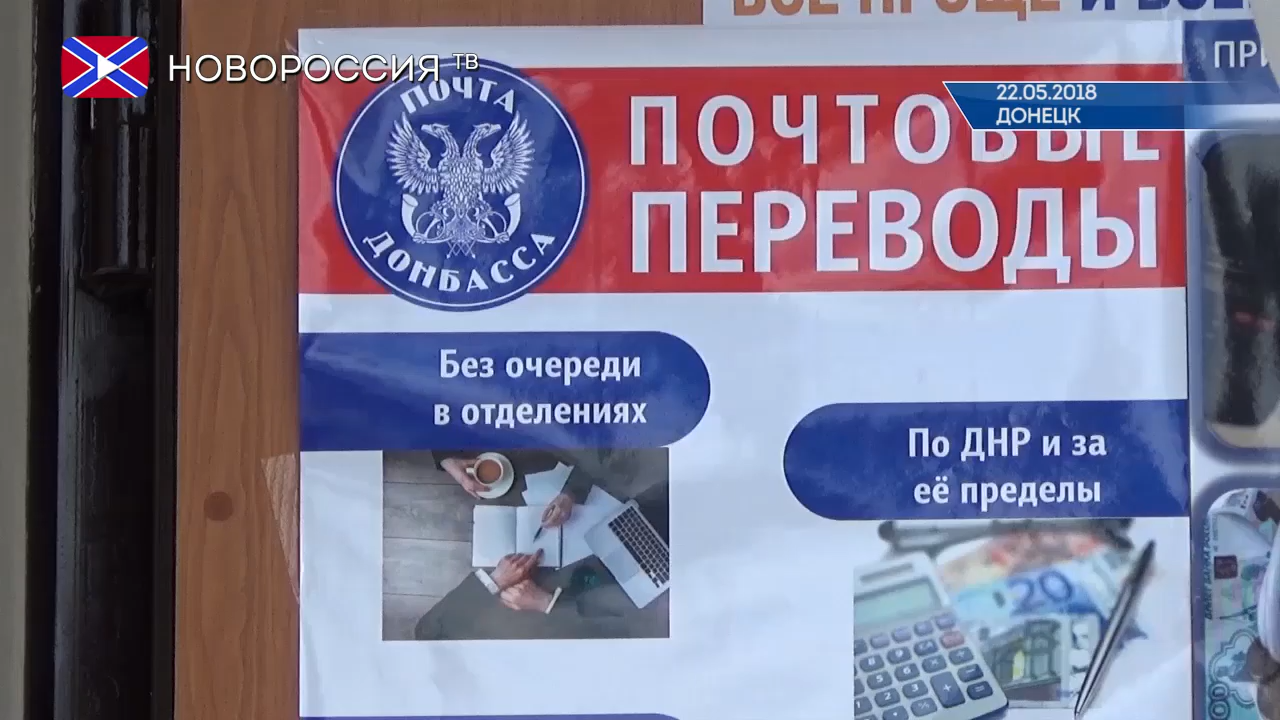 НОВОРОССИЯ ТВ
22.05.2018
ДОНЕЦК
ПОЧТА
ДОНБАССА
ПОЧТОВЫЕ
ПЕРЕВОДЫ
Без очереди
в отделениях
По ДНР и за
её пределы
20